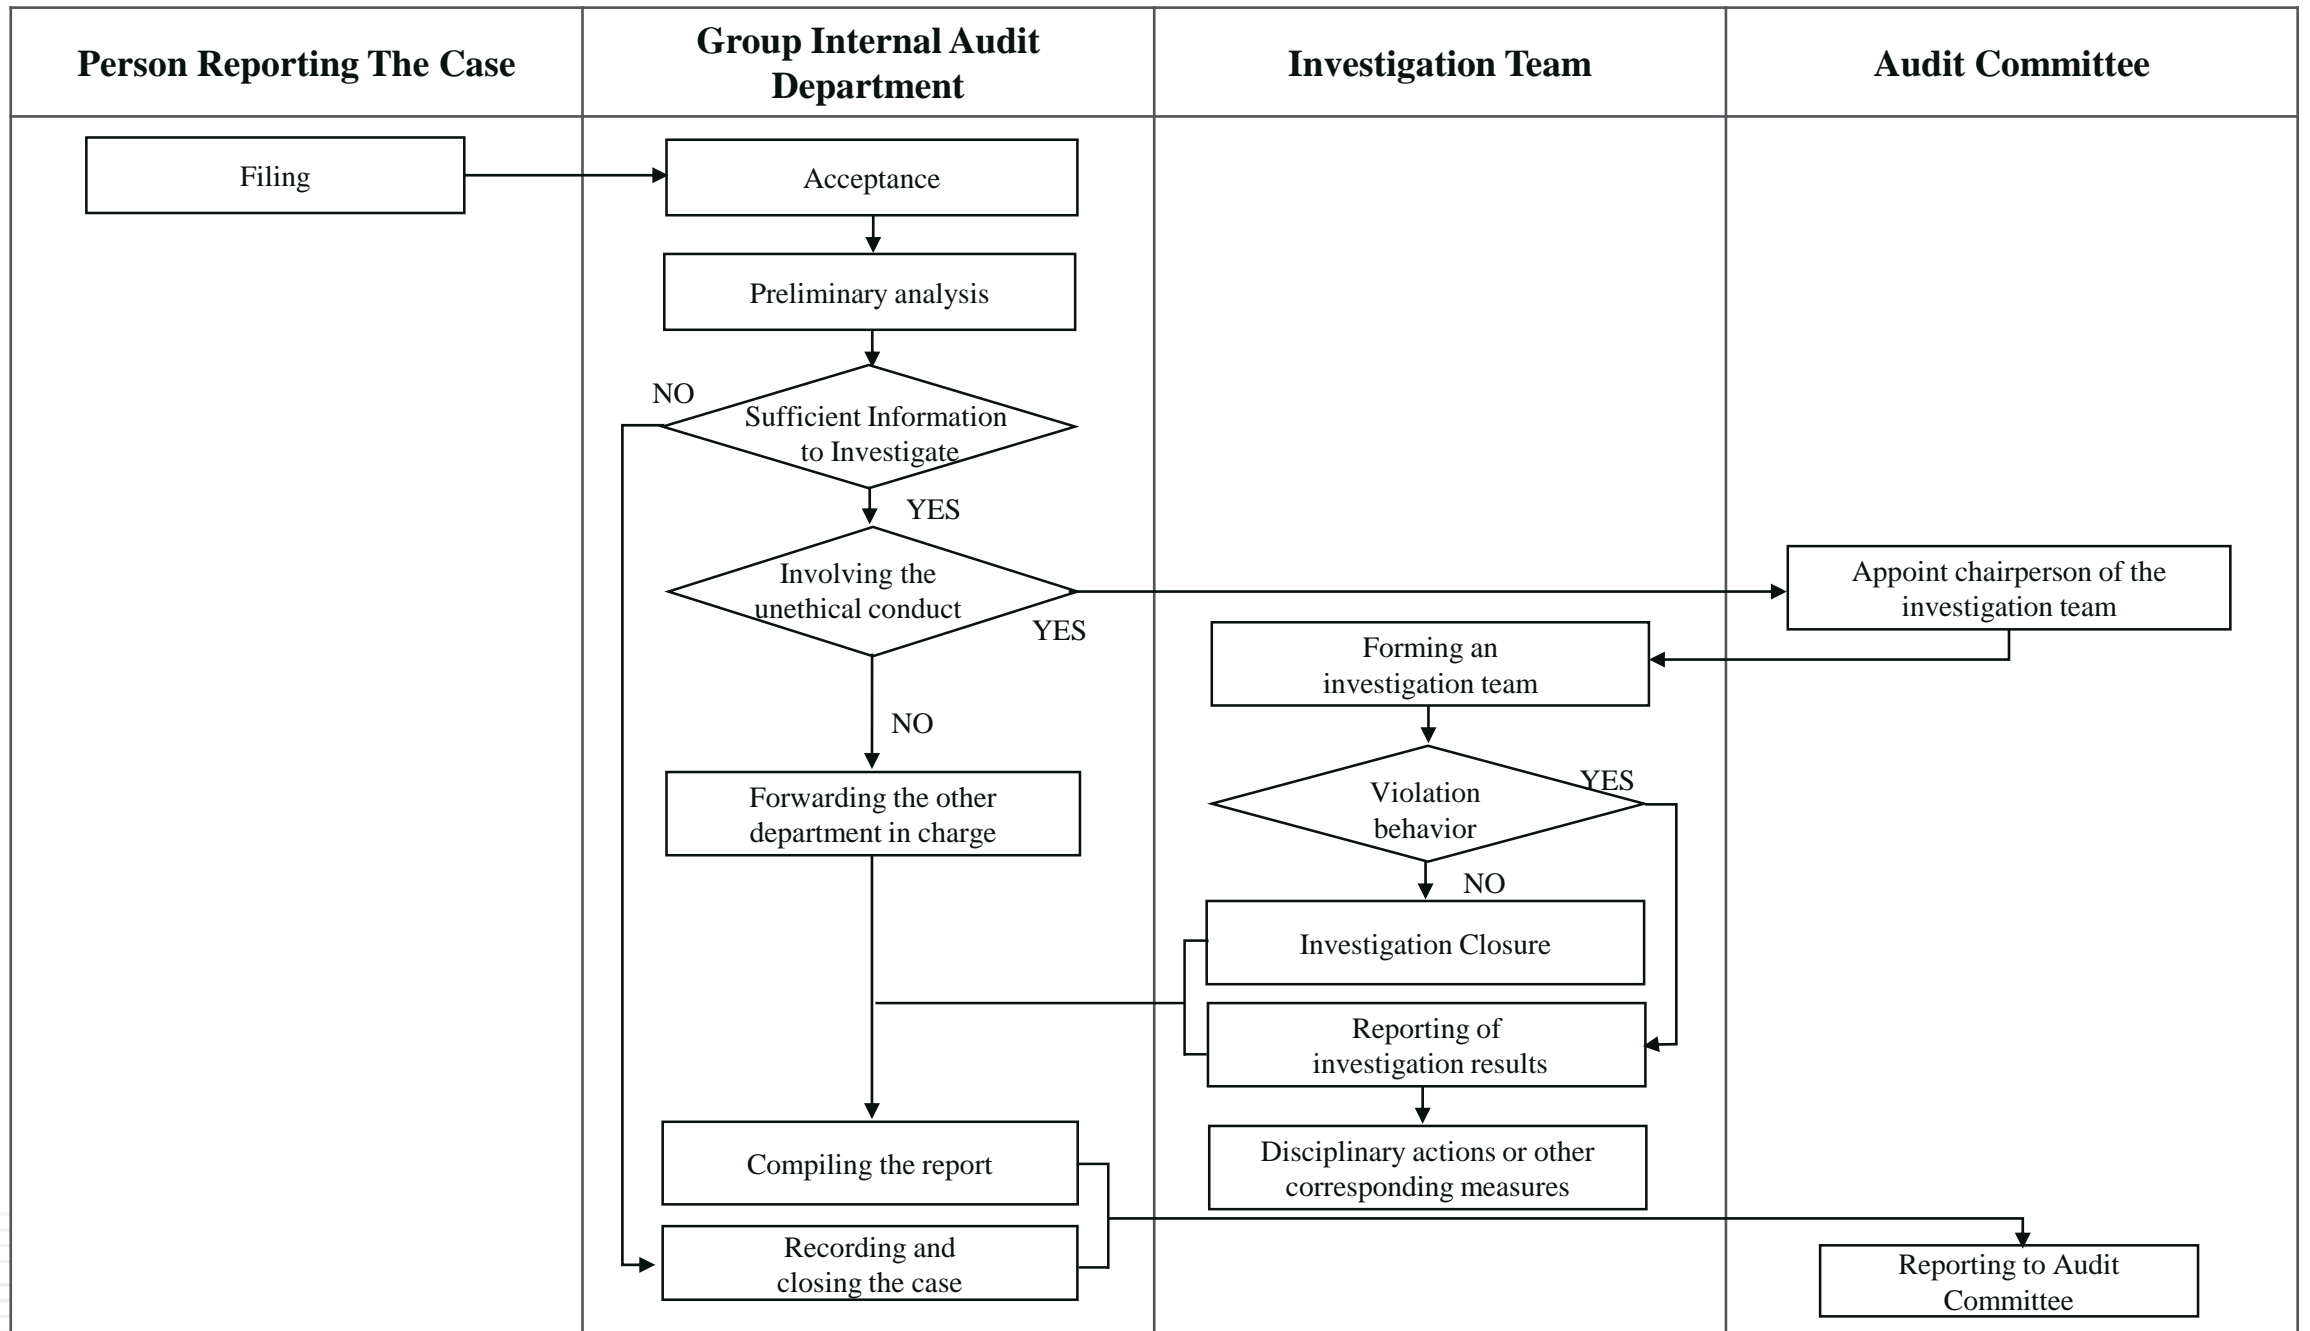 Person Reporting The Case
Group Internal Audit
Department
Investigation Team
Audit Committee
Filing
Acceptance
Preliminary analysis
NO
Sufficient Information
to Investigate
YES
Involving the
unethical conduct
YES
Appoint chairperson of the
investigation team
Forming an
investigation team
NO
Forwarding the other
department in charge
YES
Violation
behavior
NO
Investigation Closure
Reporting of
investigation results
Compiling the report
Disciplinary actions or other
corresponding measures
Recording and
closing the case
Reporting to Audit
Committee